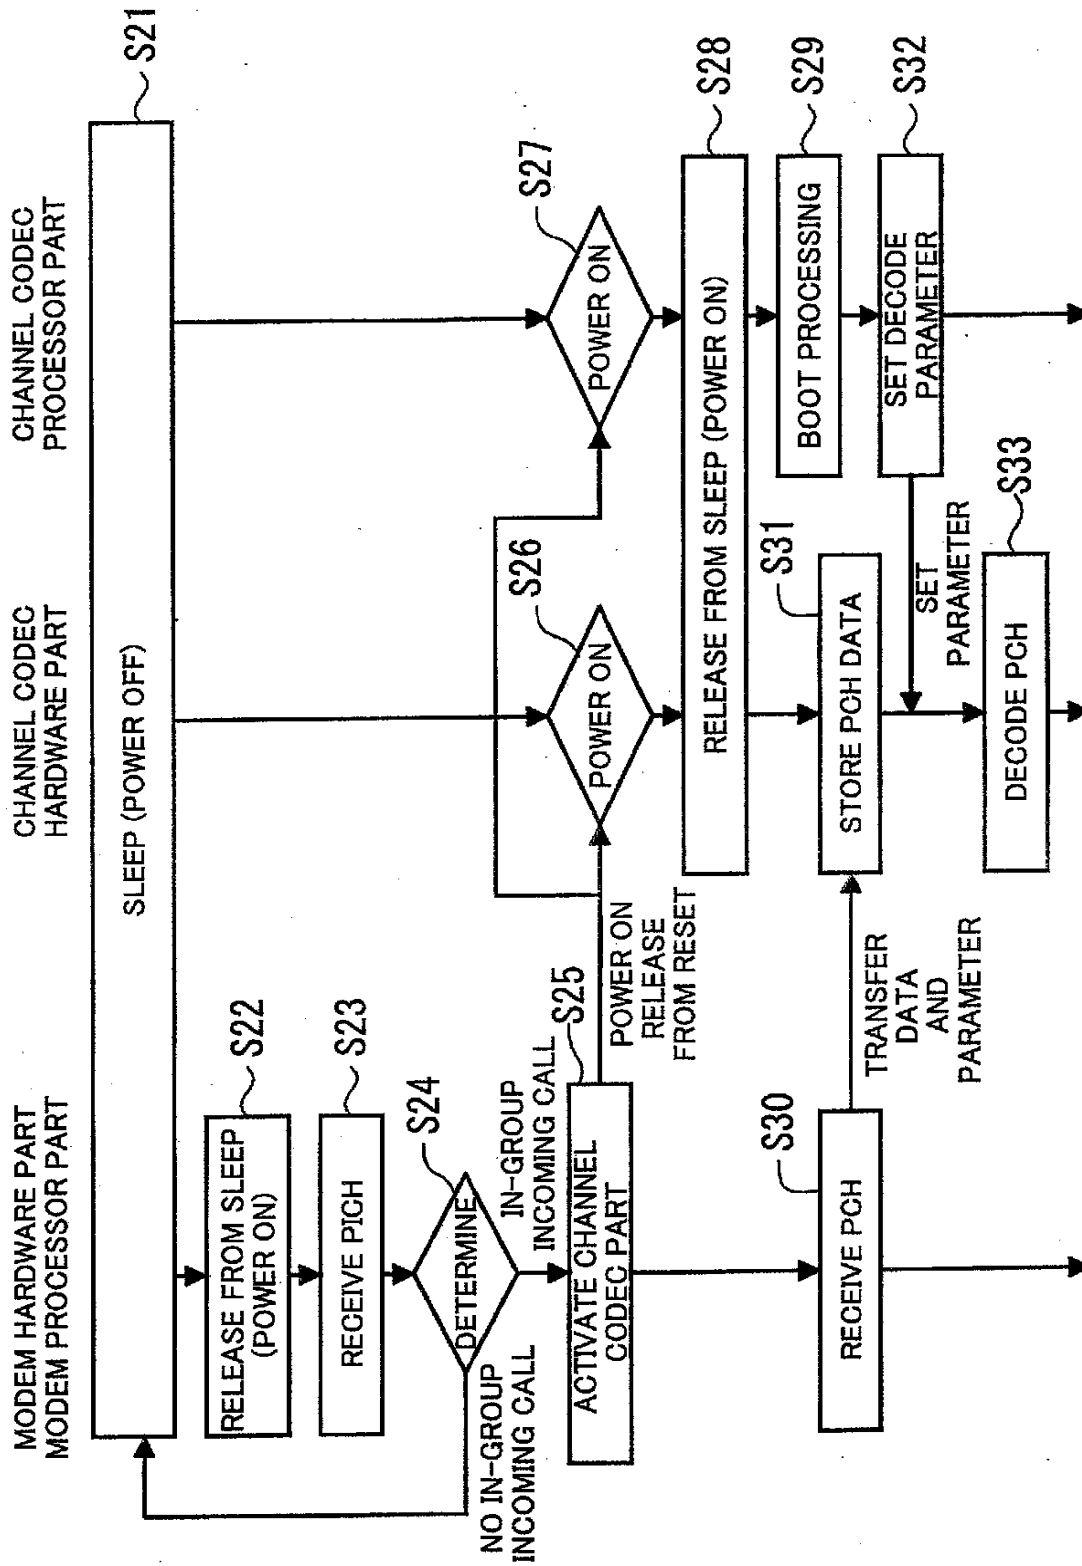 MODEM HARDWARE PART
MODEM PROCESSOR PART
CHANNEL CODEC
HARDWARE PART
CHANNEL CODEC
PROCESSOR PART
SLEEP (POWER OFF)
S21
RELEASE FROM SLEEP
(POWER ON)
S22
RECEIVE PICH
S23
DETERMINE
S24
NO IN-GROUP
INCOMING CALL
IN-GROUP
INCOMING CALL
ACTIVATE CHANNEL
CODEC PART
S25
POWER ON
RELEASE
FROM RESET
POWER ON
S26
POWER ON
S27
RELEASE FROM SLEEP (POWER ON)
S28
BOOT PROCESSING
S29
RECEIVE PCH
S30
TRANSFER
DATA
AND
PARAMETER
STORE PCH DATA
S31
SET DECODE
PARAMETER
S32
SET
PARAMETER
DECODE PCH
S33